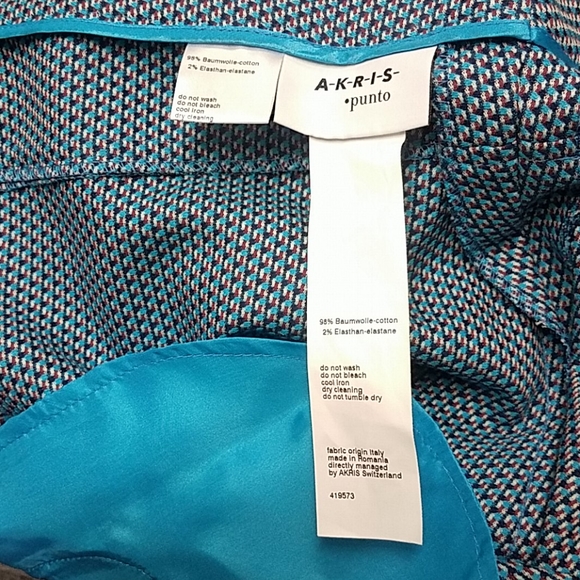 98% Baumwolle-cotton
2% Elasthan-elastane
do not wash
do not bleach
cool iron
dry cleaning
A-K-R-I-S-
•punto
98% Baumwolle-cotton
2% Elasthan-elastane
do not wash
do not bleach
cool iron
dry cleaning
do not tumble dry
fabric origin Italy
made in Romania
directly managed
by AKRIS Switzerland
419573